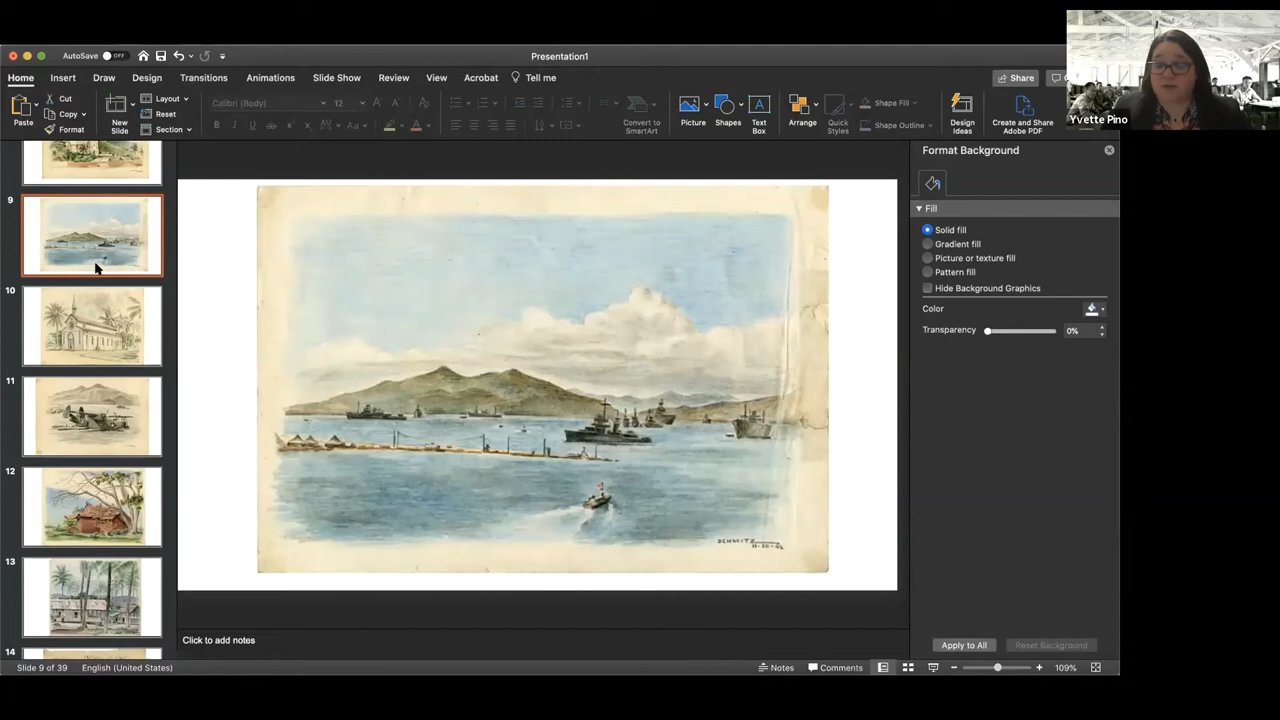 Yvette Pino
AutoSave OFF
Presentation1
Home Insert Draw Design Transitions Animations Slide Show Review View Acrobat Tell me
Share
Paste
Cut
Copy
Format
New Slide
Layout
Reset
Section
Calibri (Body) 12
Convert to SmartArt
Picture
Shapes
Text Box
Arrange
Quick Styles
Shape Fill
Shape Outline
Design Ideas
Create and Share Adobe PDF
9
10
11
12
13
14
SCHMITZ
Format Background
Fill
Solid fill
Gradient fill
Picture or texture fill
Pattern fill
Hide Background Graphics
Color
Transparency 0%
Apply to All Reset Background
Click to add notes
Slide 9 of 39 English (United States) Notes Comments 109%